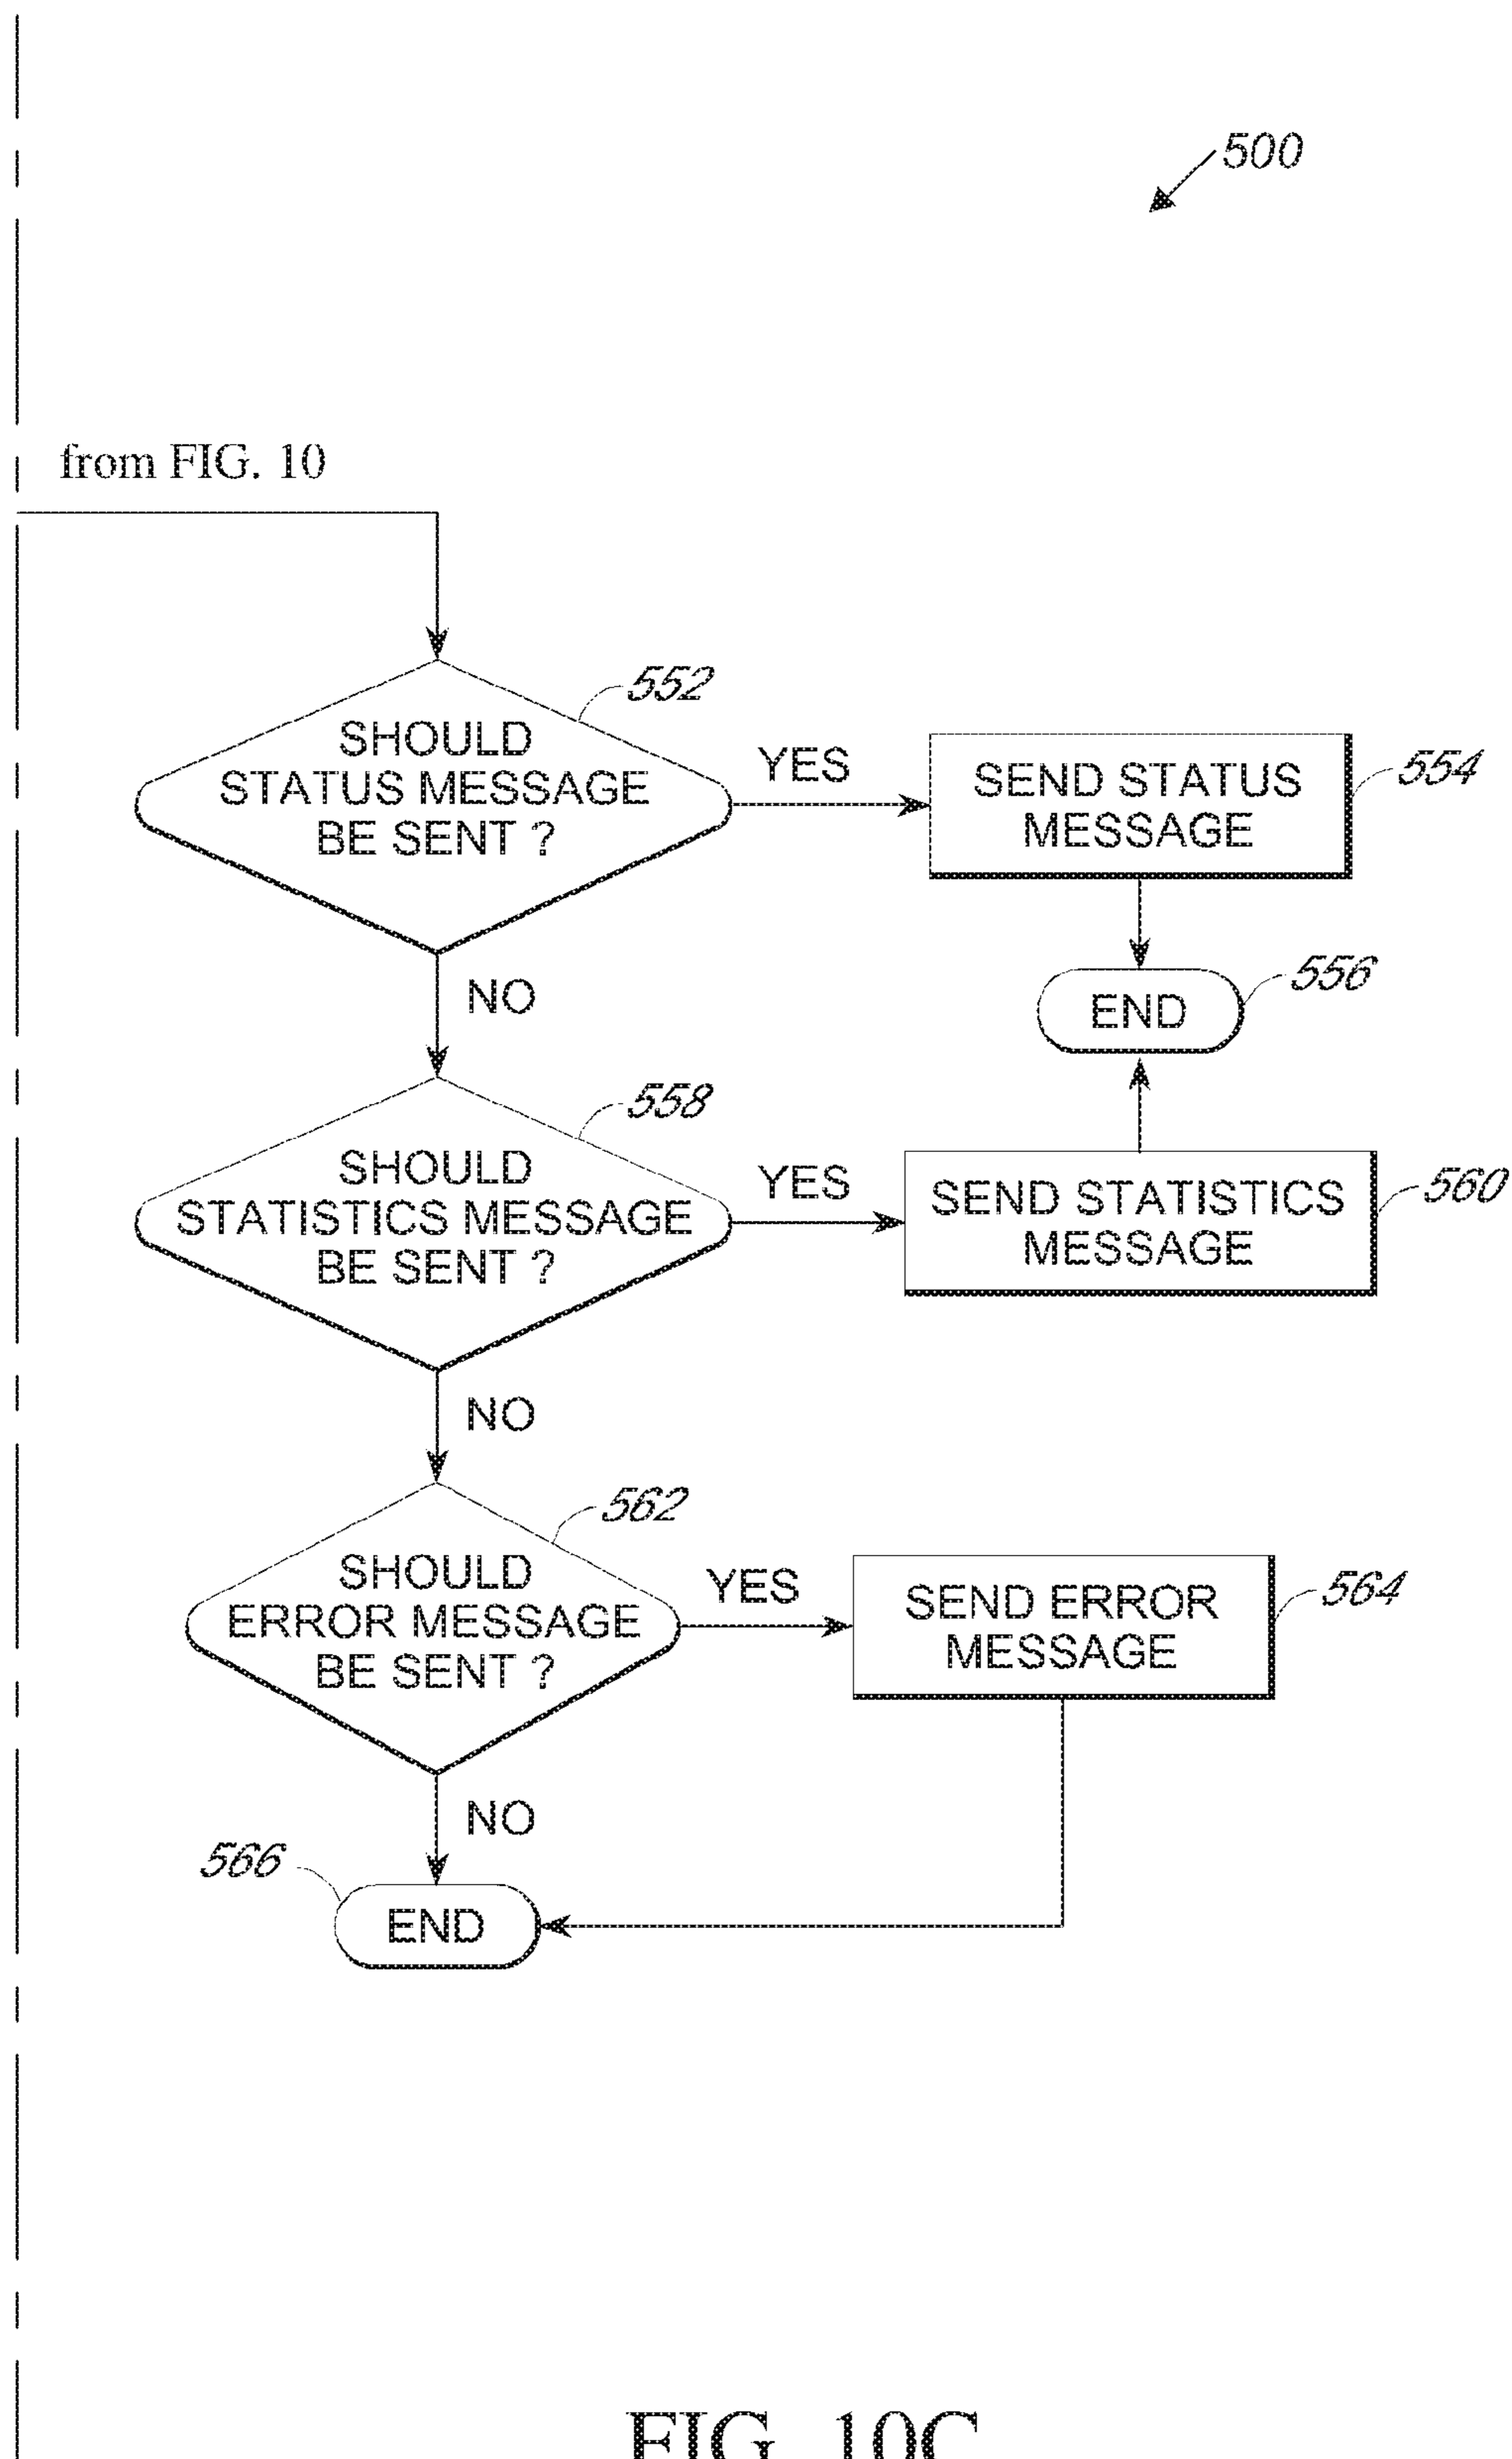 500
from FIG. 10
552
SHOULD
STATUS MESSAGE
BE SENT ?
YES
SEND STATUS
MESSAGE
554
NO
END
556
558
SHOULD
STATISTICS MESSAGE
BE SENT ?
YES
SEND STATISTICS
MESSAGE
560
NO
562
SHOULD
ERROR MESSAGE
BE SENT ?
YES
SEND ERROR
MESSAGE
564
NO
566
END
FIG. 10C